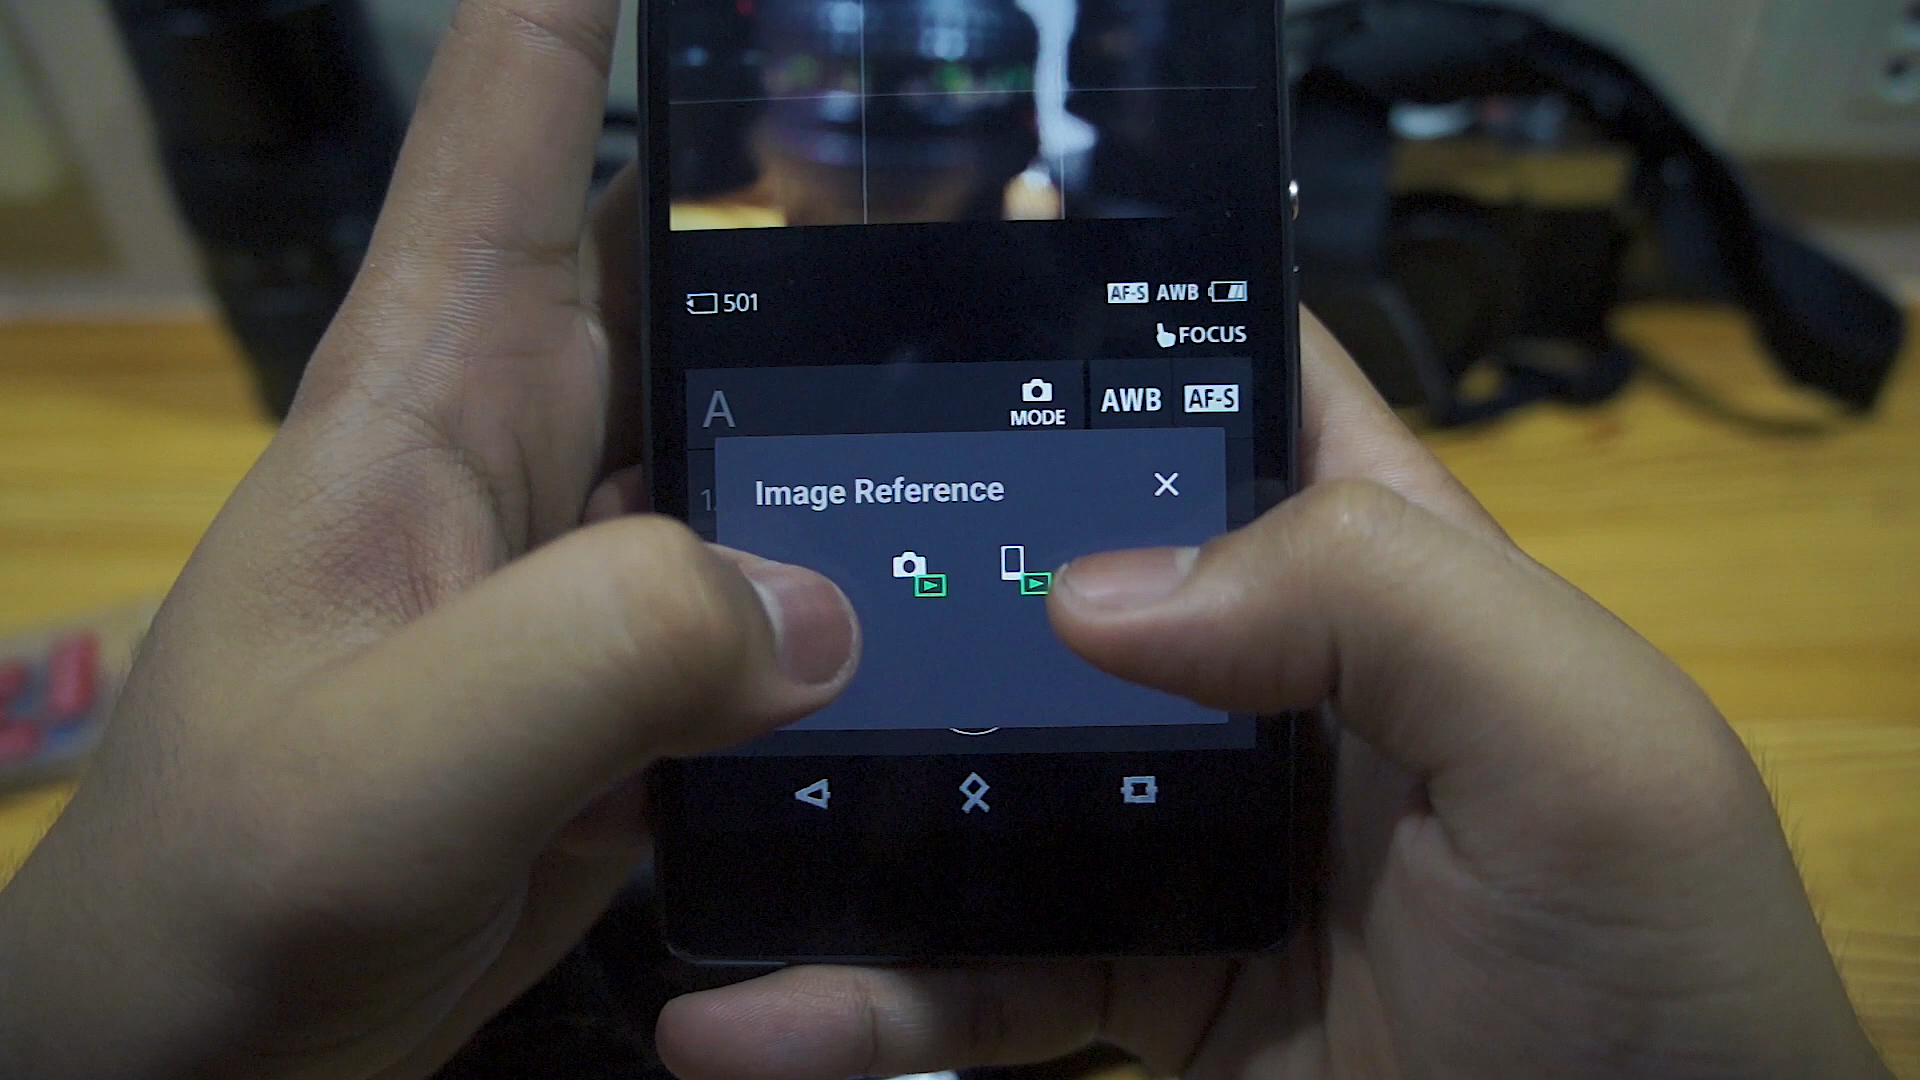 501
AF-S AWB
FOCUS
A
MODE
AWB
AF-S
Image Reference